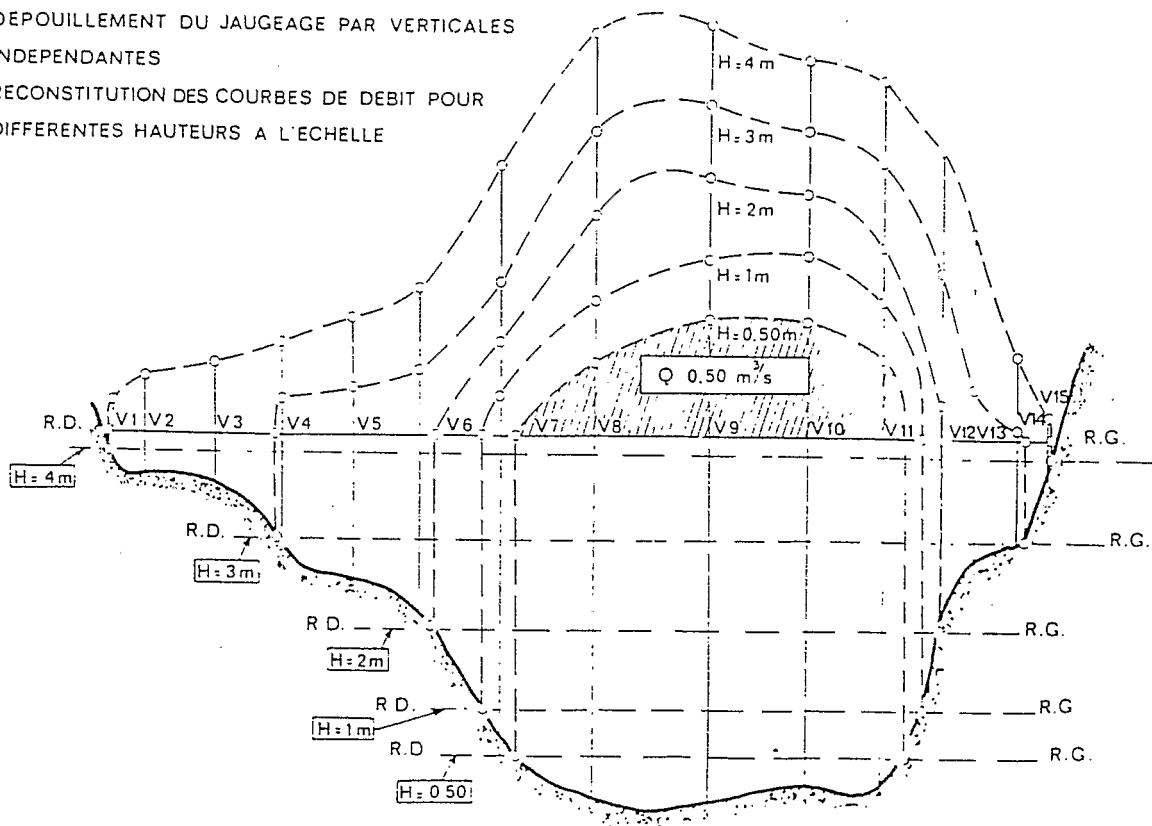 DEPOUILLEMENT DU JAUGEAGE PAR VERTICALES
INDEPENDANTES
RECONSTITUTION DES COURBES DE DEBIT POUR
DIFFERENTES HAUTEURS A L'ECHELLE
H=4m
H=3m
H=2m
H=1m
H=0.50m
Q 0.50 m³/s
R.D. V1 V2 V3 V4 V5 V6 V7 V8 V9 V10 V11 V12 V13 V14 V15 R.G.
H=4m
R.D. R.G.
H=3m
R D. R.G.
H=2m
R D. R.G
H=1m
R.D R.G.
H=0 50